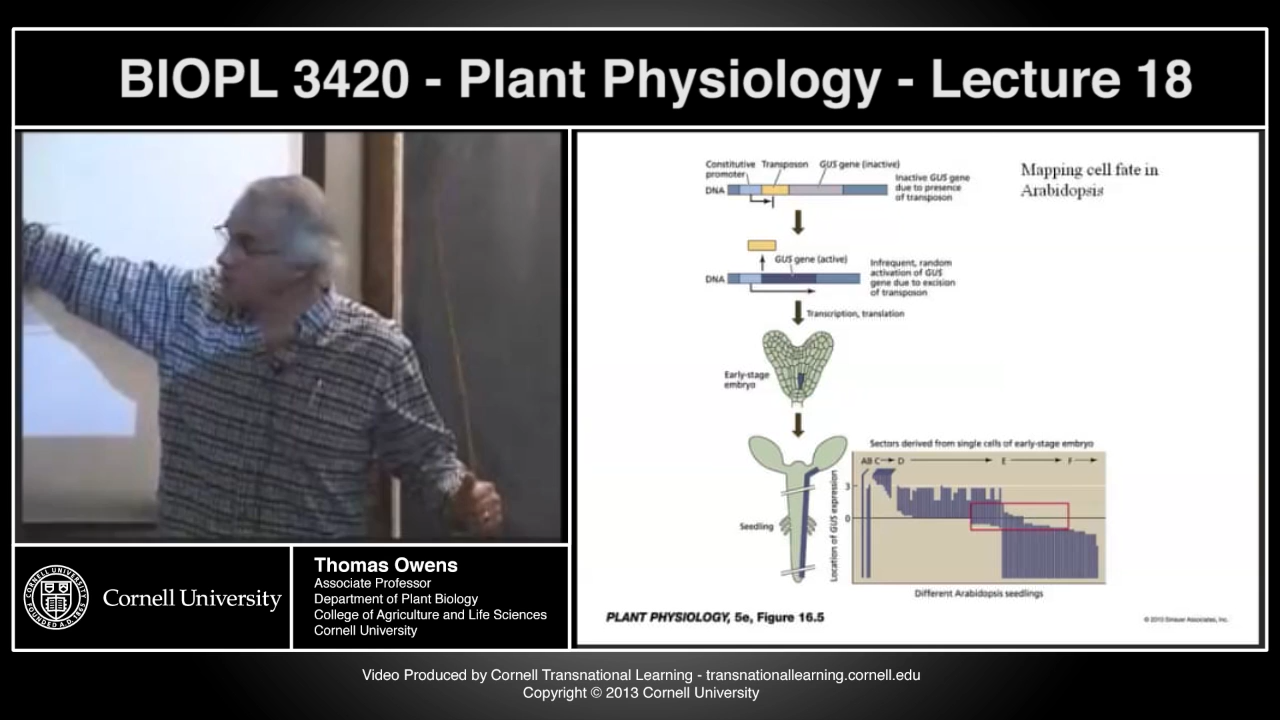 BIOPL 3420 - Plant Physiology - Lecture 18
Constitutive
promoter
Transposon
GUS gene (inactive)
DNA
Inactive GUS gene
due to presence
of transposon
Mapping cell fate in
Arabidopsis
GUS gene (active)
DNA
Infrequent, random
activation of GUS
gene due to excision
of transposon
Transcription, translation
Early-stage
embryo
Seedling
Sectors derived from single cells of early-stage embryo
A B C D E F
Location of GUS expression
3
0
Different Arabidopsis seedlings
PLANT PHYSIOLOGY, 5e, Figure 16.5
© 2010 Sinauer Associates, Inc.
Cornell University
Thomas Owens
Associate Professor
Department of Plant Biology
College of Agriculture and Life Sciences
Cornell University
Video Produced by Cornell Transnational Learning - transnationallearning.cornell.edu
Copyright © 2013 Cornell University